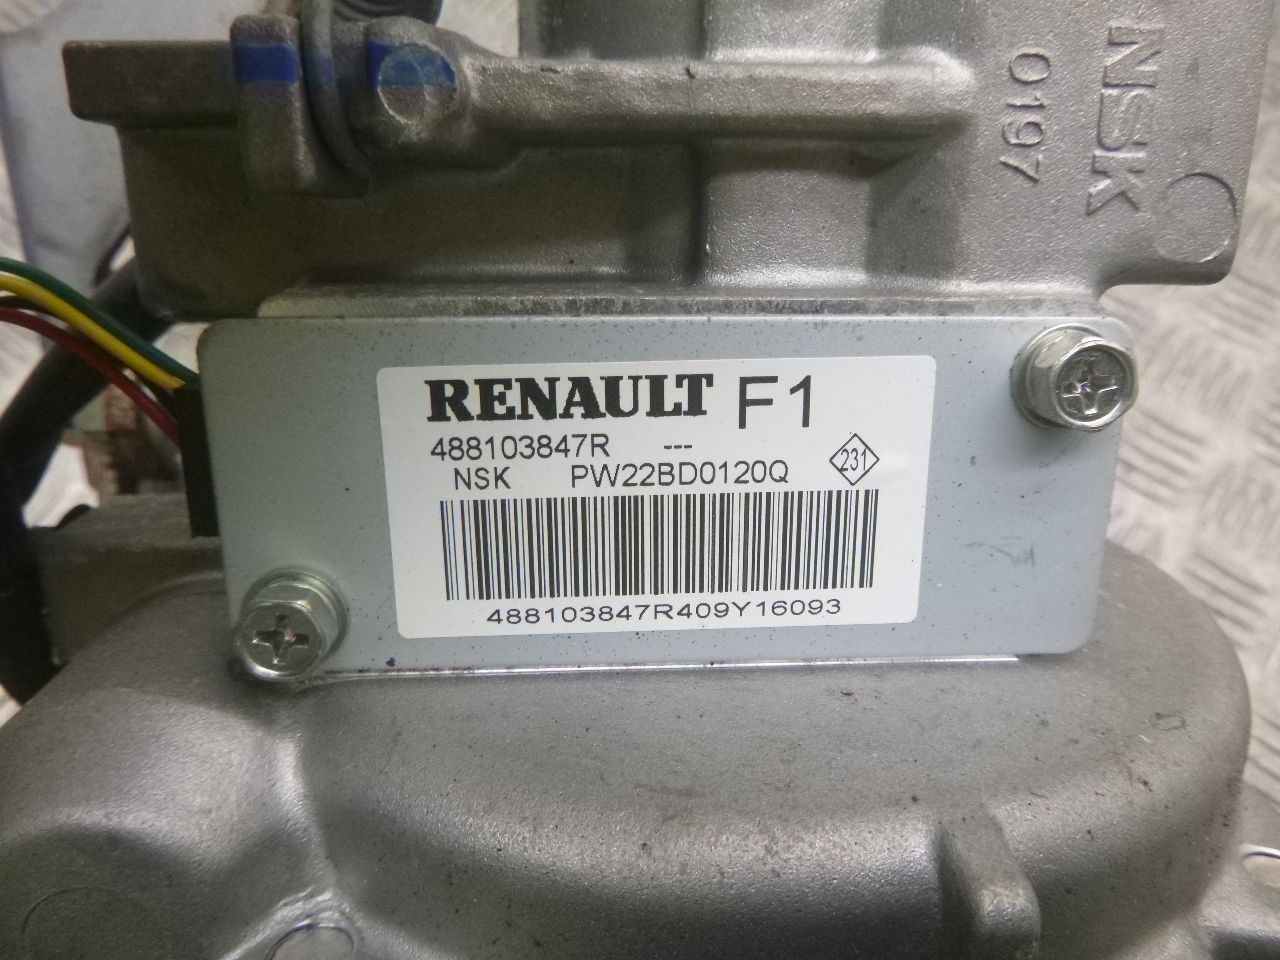 NSK
0197
RENAULT F1
488103847R ---
NSK PW22BD0120Q 231
488103847R409Y16093